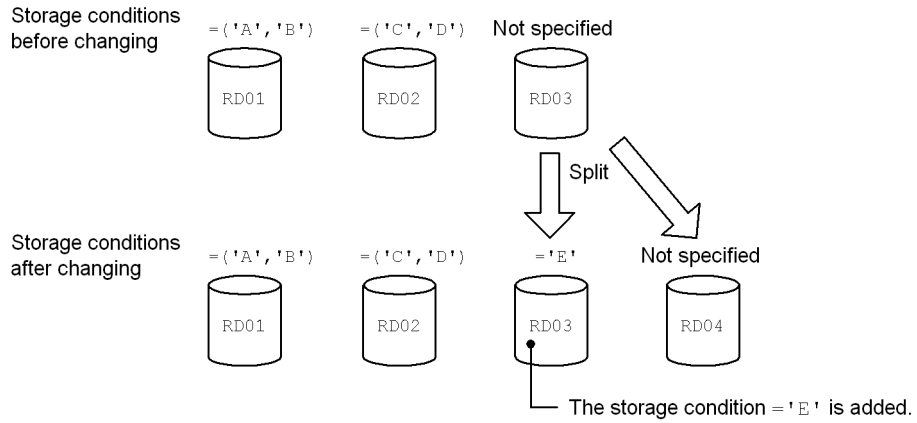 Storage conditions
before changing
=('A','B')
=('C','D')
Not specified
RD01
RD02
RD03
Split
Storage conditions
after changing
=('A','B')
=('C','D')
='E'
Not specified
RD01
RD02
RD03
RD04
The storage condition ='E' is added.